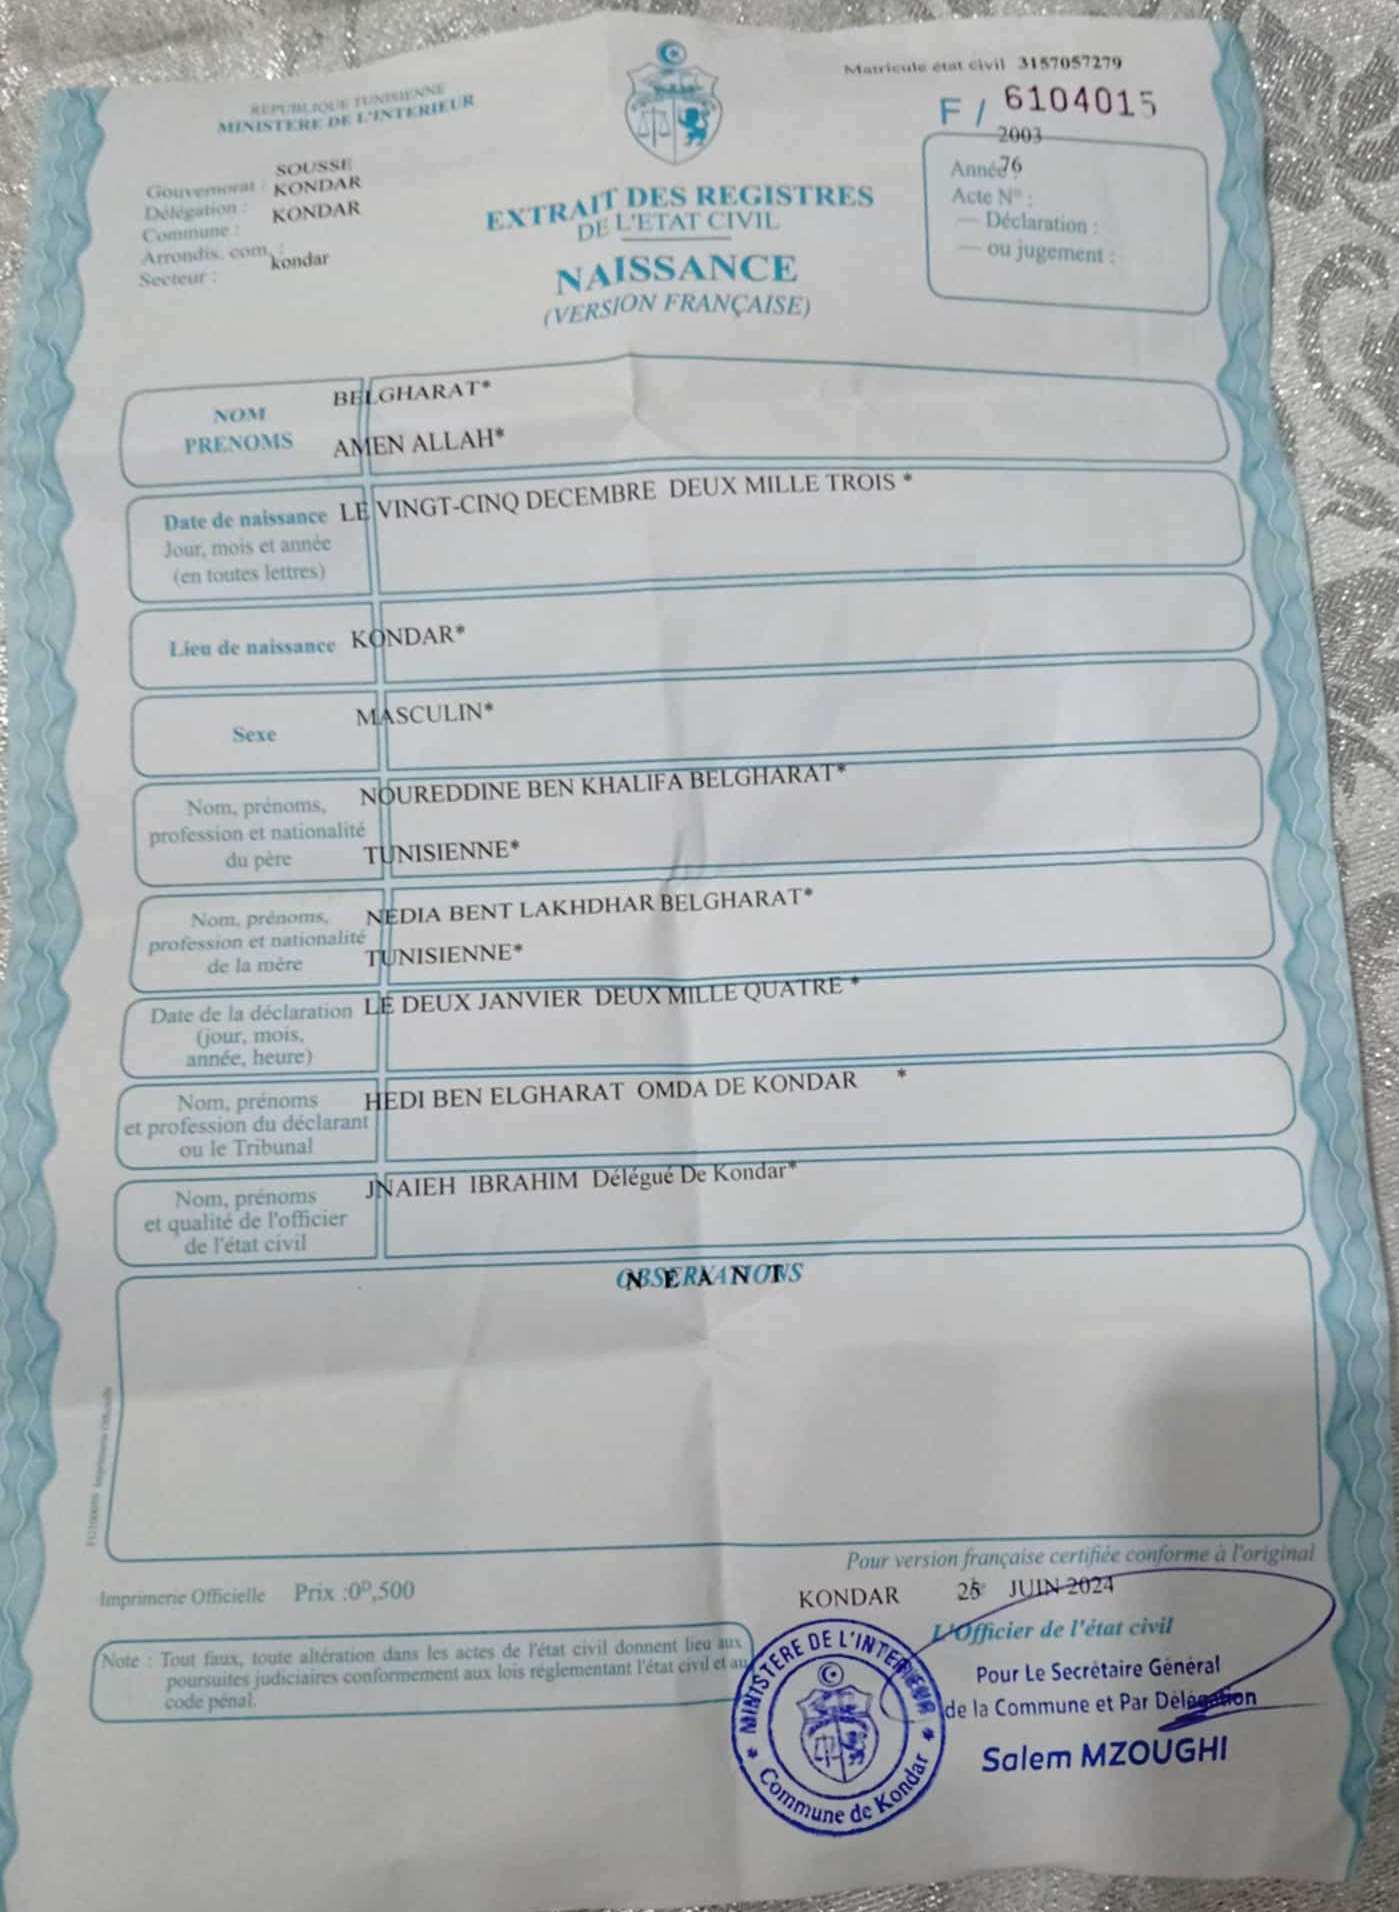 REPUBLIQUE TUNISIENNE
MINISTERE DE L'INTERIEUR
Matricule état civil 3157057279
F / 6104015
Gouvernorat : SOUSSE
Délégation : KONDAR
Commune : KONDAR
Arrondis. com. :
Secteur : kondar
2003
Année : 76
Acte N° :
— Déclaration :
— ou jugement :
EXTRAIT DES REGISTRES
DE L'ETAT CIVIL
NAISSANCE
(VERSION FRANÇAISE)
NOM BELGHARAT*
PRENOMS AMEN ALLAH*
Date de naissance LE VINGT-CINQ DECEMBRE DEUX MILLE TROIS *
Jour, mois et année
(en toutes lettres)
Lieu de naissance KONDAR*
Sexe MASCULIN*
Nom, prénoms, NOUREDDINE BEN KHALIFA BELGHARAT*
profession et nationalité
du père TUNISIENNE*
Nom, prénoms, NEDIA BENT LAKHDHAR BELGHARAT*
profession et nationalité
de la mère TUNISIENNE*
Date de la déclaration LE DEUX JANVIER DEUX MILLE QUATRE *
(jour, mois,
année, heure)
Nom, prénoms HEDI BEN ELGHARAT OMDA DE KONDAR *
et profession du déclarant
ou le Tribunal
Nom, prénoms JNAIEH IBRAHIM Délégué De Kondar*
et qualité de l'officier
de l'état civil
OBSERVATIONS
N E A N T
Pour version française certifiée conforme à l'original
Imprimerie Officielle Prix :0ᴰ,500
KONDAR JUIN 2024
L'Officier de l'état civil
Note : Tout faux, toute altération dans les actes de l'état civil donnent lieu aux
poursuites judiciaires conformement aux lois réglementant l'état civil et au
code pénal.
Pour Le Secrétaire Général
de la Commune et Par Délégation
Salem MZOUGHI
* MINISTERE DE L'INTERIEUR *
Commune de Kondar